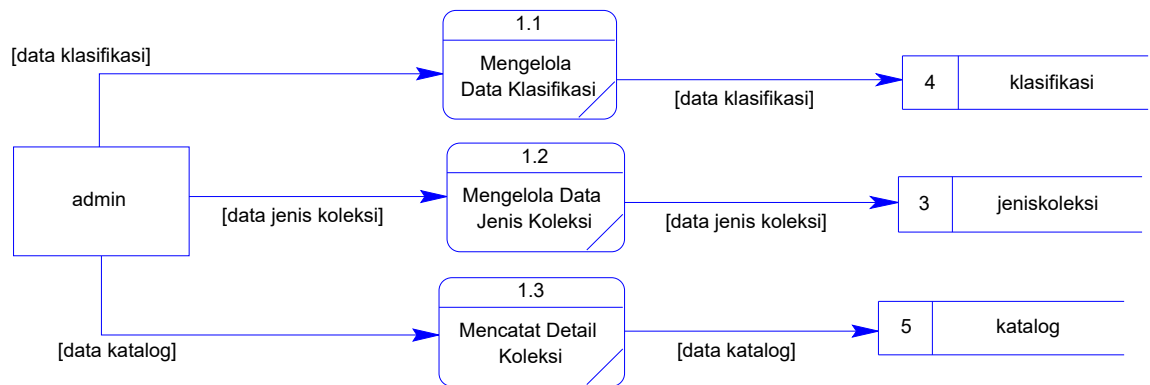 1.1
[data klasifikasi]
Mengelola
Data Klasifikasi
[data klasifikasi]
4
klasifikasi
1.2
admin
[data jenis koleksi]
Mengelola Data
Jenis Koleksi
[data jenis koleksi]
3
jeniskoleksi
1.3
[data katalog]
Mencatat Detail
Koleksi
[data katalog]
5
katalog